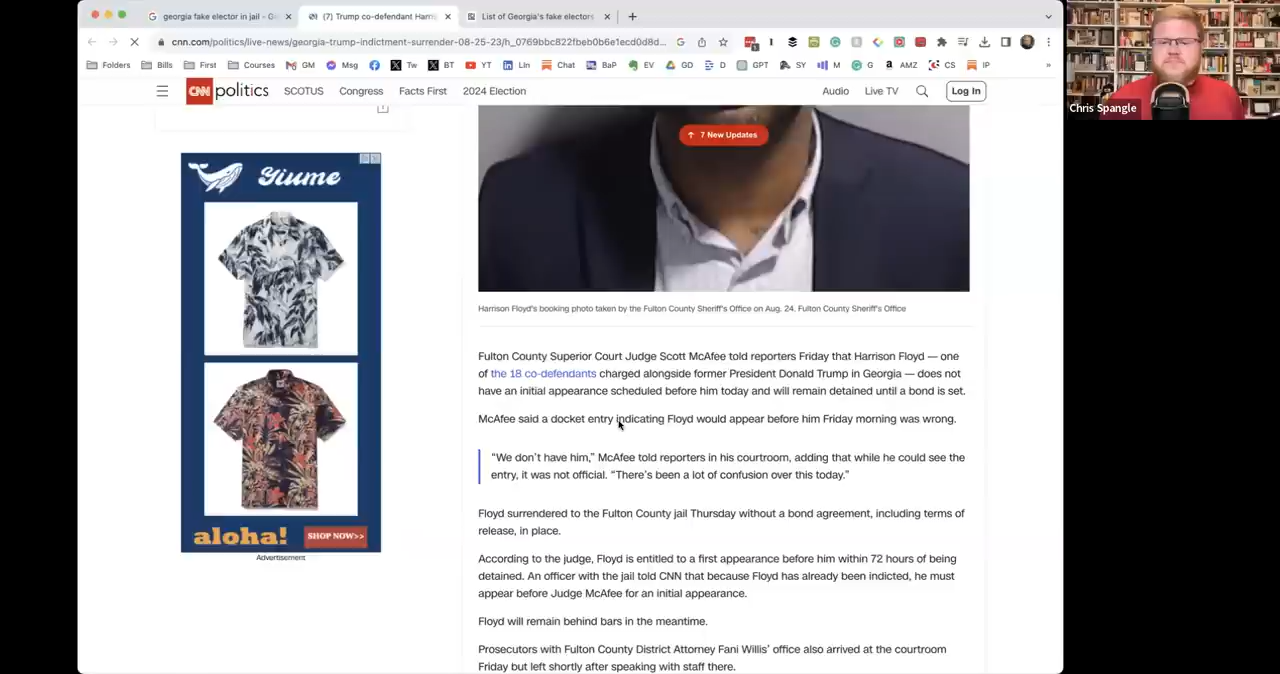 georgia fake elector in jail - G
(7) Trump co-defendant Harri
List of Georgia's fake electors
cnn.com/politics/live-news/georgia-trump-indictment-surrender-08-25-23/h_0769bbc822fbeb0b6e1ecd0d8d...
Folders Bills First Courses GM Msg Tw BT YT Lin Chat BaP EV GD D GPT SY M G AMZ CS IP »
CNN politics SCOTUS Congress Facts First 2024 Election Audio Live TV Log In
Chris Spangle
7 New Updates
Giume
aloha! SHOP NOW>>
Advertisement
Harrison Floyd's booking photo taken by the Fulton County Sheriff's Office on Aug. 24. Fulton County Sheriff's Office
Fulton County Superior Court Judge Scott McAfee told reporters Friday that Harrison Floyd — one
of the 18 co-defendants charged alongside former President Donald Trump in Georgia — does not
have an initial appearance scheduled before him today and will remain detained until a bond is set.
McAfee said a docket entry indicating Floyd would appear before him Friday morning was wrong.
“We don’t have him,” McAfee told reporters in his courtroom, adding that while he could see the
entry, it was not official. “There’s been a lot of confusion over this today.”
Floyd surrendered to the Fulton County jail Thursday without a bond agreement, including terms of
release, in place.
According to the judge, Floyd is entitled to a first appearance before him within 72 hours of being
detained. An officer with the jail told CNN that because Floyd has already been indicted, he must
appear before Judge McAfee for an initial appearance.
Floyd will remain behind bars in the meantime.
Prosecutors with Fulton County District Attorney Fani Willis’ office also arrived at the courtroom
Friday but left shortly after speaking with staff there.